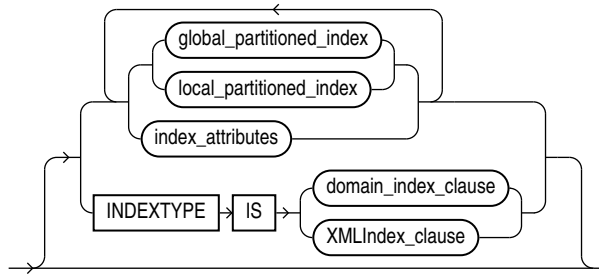 global_partitioned_index
local_partitioned_index
index_attributes
domain_index_clause
INDEXTYPE IS
XMLIndex_clause